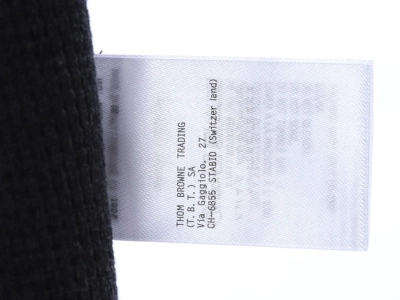 THOM BROWNE TRADING
(T.B.T.) SA
Via Gaggiolo, 27
CH-6855 STABIO (Switzerland)